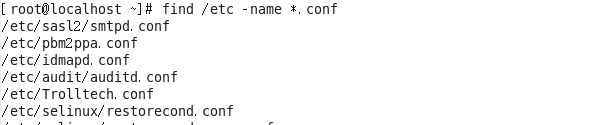 [root@localhost ~]# find /etc -name *.conf
/etc/sasl2/smtpd.conf
/etc/pbm2ppa.conf
/etc/idmapd.conf
/etc/audit/auditd.conf
/etc/Trolltech.conf
/etc/selinux/restorecond.conf